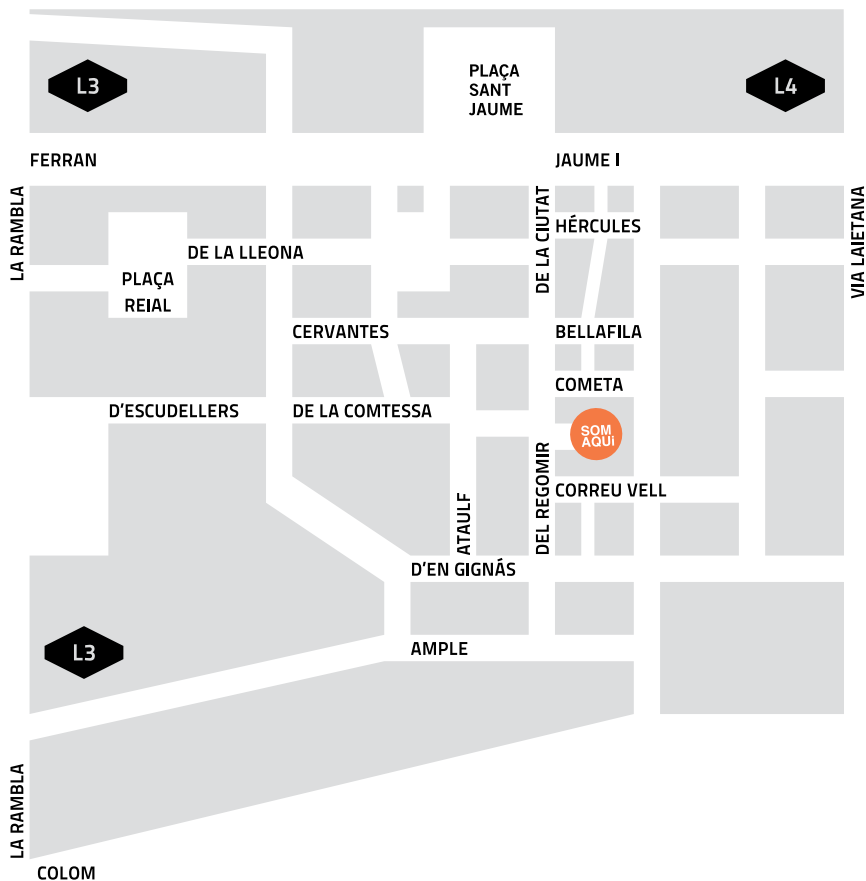 L3
PLAÇA
SANT
JAUME
L4
FERRAN
JAUME I
LA RAMBLA
DE LA CIUTAT
HÉRCULES
VIA LAIETANA
DE LA LLEONA
PLAÇA
REIAL
CERVANTES
BELLAFILA
COMETA
D'ESCUDELLERS
DE LA COMTESSA
SOM
AQUÍ
DEL REGOMIR
CORREU VELL
ATAULF
D'EN GIGNÁS
AMPLE
L3
LA RAMBLA
COLOM